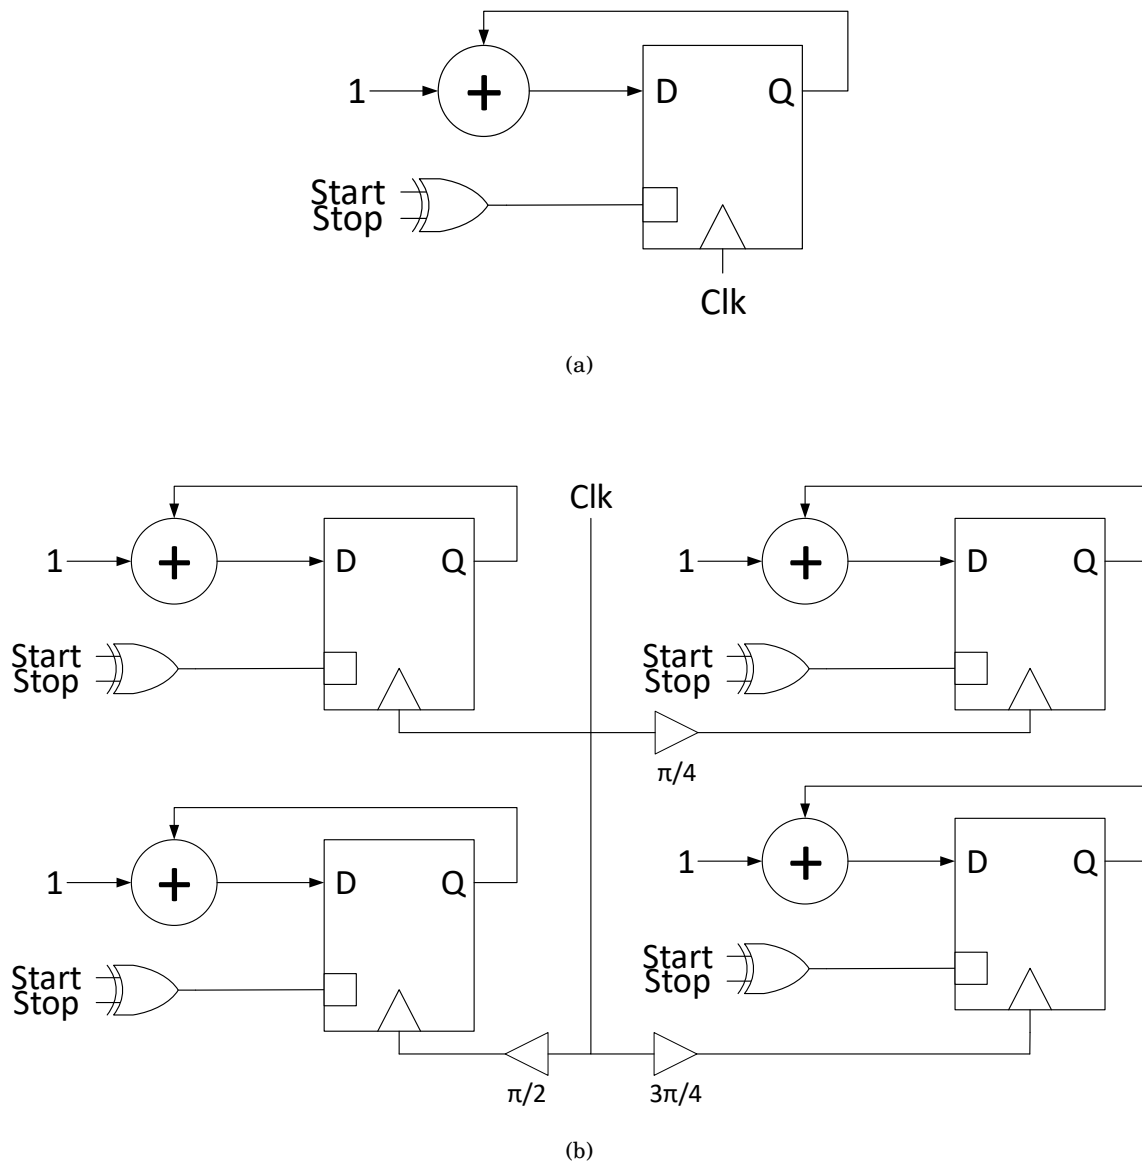 1
+
D
Q
Start
Stop
Clk
(a)
Clk
1
+
D
Q
Start
Stop
1
+
D
Q
Start
Stop
π/4
1
+
D
Q
Start
Stop
1
+
D
Q
Start
Stop
π/2
3π/4
(b)